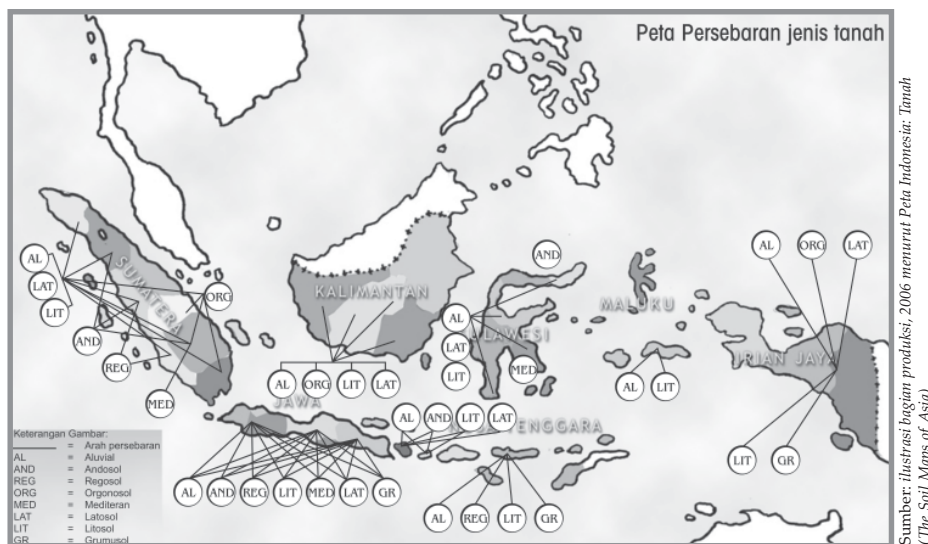 Peta Persebaran jenis tanah
AL
LAT
LIT
AND
REG
MED
ORG
SUMATERA
KALIMANTAN
AL ORG LIT LAT
AND
AL
LAT
LIT
MED
MALUKU
AL LIT
AL ORG LAT
IRIAN JAYA
LIT GR
JAWA
AL AND REG LIT MED LAT GR
AL AND LIT LAT
ENGGARA
AL REG LIT GR
Keterangan Gambar:
= Arah persebaran
AL = Aluvial
AND = Andosol
REG = Regosol
ORG = Orgonosol
MED = Mediteran
LAT = Latosol
LIT = Litosol
GR = Grumusol
Sumber: ilustrasi bagian produksi, 2006 menurut Peta Indonesia: Tanah
(The Soil Maps of Asia)